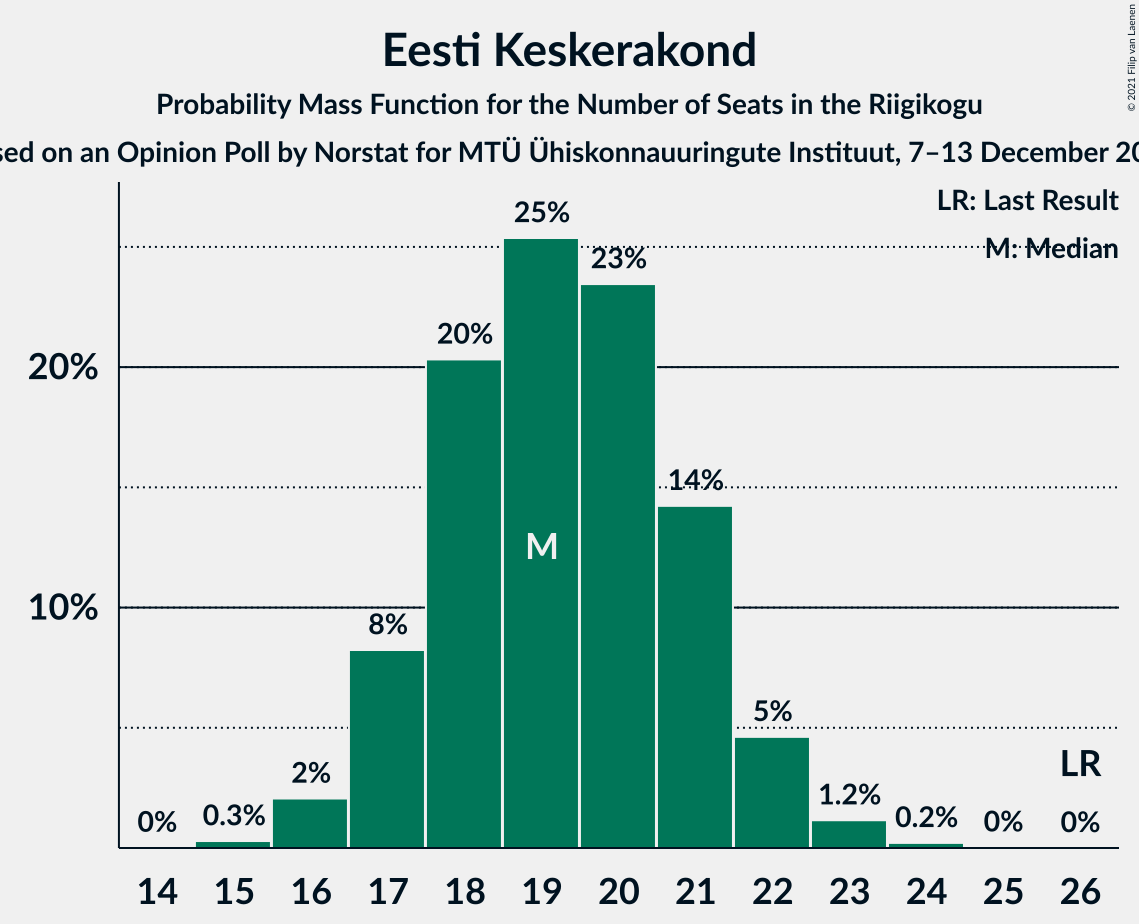 Eesti Keskerakond
Probability Mass Function for the Number of Seats in the Riigikogu
on an Opinion Poll by Norstat for MTÜ Ühiskonnauuringute Instituut, 7–13 December
© 2021 Filip van Laenen
LR: Last Result
M: Median
25%
23%
20%
20%
14%
M
10%
8%
5%
LR
2%
1.2%
0% 0.3% 0.2% 0% 0%
14 15 16 17 18 19 20 21 22 23 24 25 26